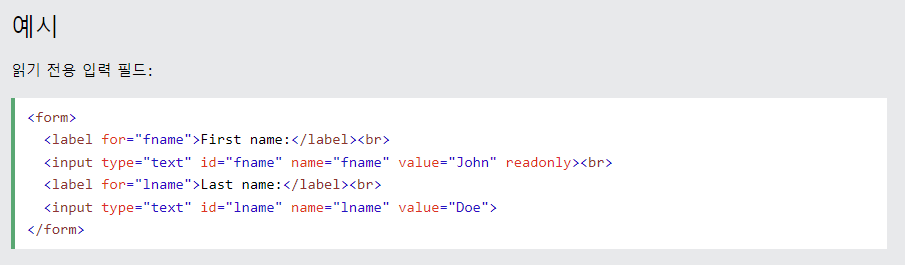 예시
읽기 전용 입력 필드:
<form>
  <label for="fname">First name:</label><br>
  <input type="text" id="fname" name="fname" value="John" readonly><br>
  <label for="lname">Last name:</label><br>
  <input type="text" id="lname" name="lname" value="Doe">
</form>